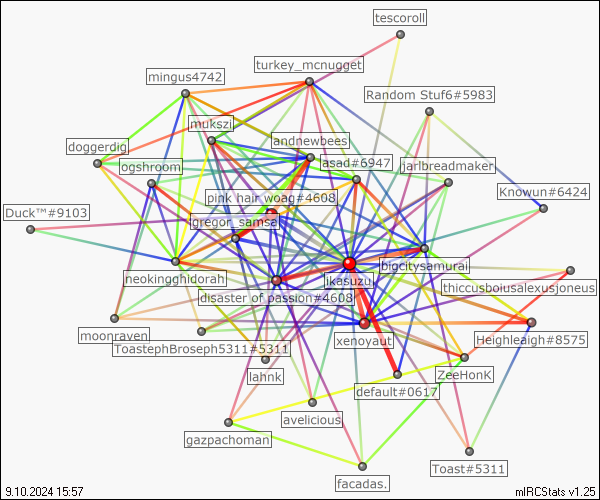 tescoroll
turkey_mcnugget
mingus4742
Random Stuf6#5983
mukszi
andnewbees
doggerdig
ogshroom
asad#6947
jarlbreadmaker
Knowun#6424
pink hair woag#4608
Duck™#9103
gregor_samsa
bigcitysamurai
neokingghidorah
ikasuzu
thiccusbolusalexusjoneus
disaster of passion#4608
moonraven
ToastephBroseph5311#5311
xenoyaut
Heighleaigh#8575
lahnk
ZeeHonK
default#0617
avelicious
gazpachoman
Toast#5311
facadas.
9.10.2024 15:57
mIRCStats v1.25